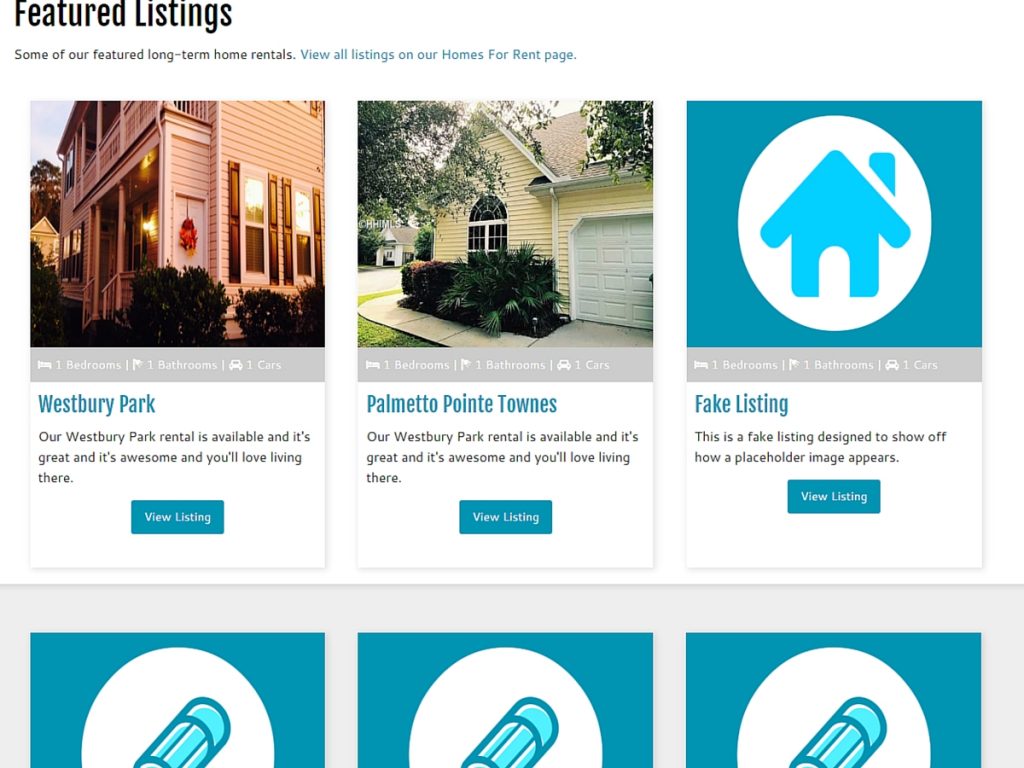 Featured Listings
Some of our featured long-term home rentals. View all listings on our Homes For Rent page.
©HHIMLS
1 Bedrooms | 1 Bathrooms | 1 Cars
Westbury Park
Our Westbury Park rental is available and it's
great and it's awesome and you'll love living
there.
View Listing
1 Bedrooms | 1 Bathrooms | 1 Cars
Palmetto Pointe Townes
Our Westbury Park rental is available and it's
great and it's awesome and you'll love living
there.
View Listing
1 Bedrooms | 1 Bathrooms | 1 Cars
Fake Listing
This is a fake listing designed to show off
how a placeholder image appears.
View Listing